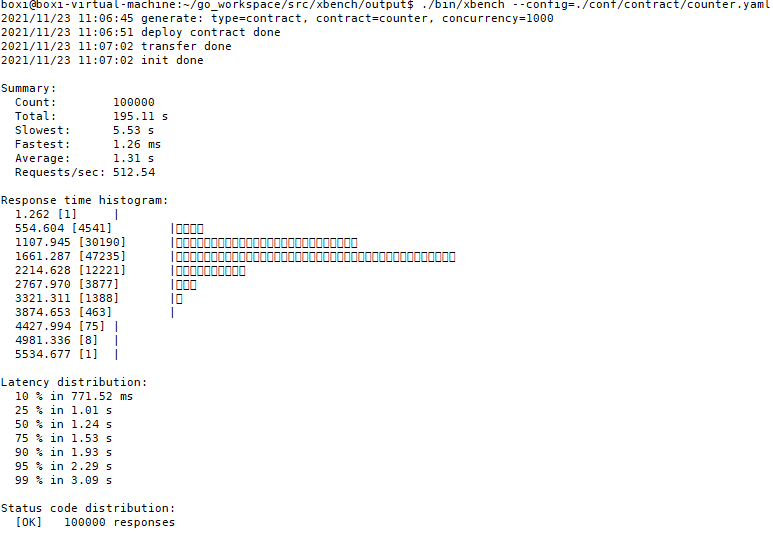 boxi@boxi-virtual-machine:~/go_workspace/src/xbench/output$ ./bin/xbench --config=./conf/contract/counter.yaml
2021/11/23 11:06:45 generate: type=contract, contract=counter, concurrency=1000
2021/11/23 11:06:51 deploy contract done
2021/11/23 11:07:02 transfer done
2021/11/23 11:07:02 init done
Summary:
Count: 100000
Total: 195.11 s
Slowest: 5.53 s
Fastest: 1.26 ms
Average: 1.31 s
Requests/sec: 512.54
Response time histogram:
1.262 [1] |
554.604 [4541] |▯▯▯▯
1107.945 [30190] |▯▯▯▯▯▯▯▯▯▯▯▯▯▯▯▯▯▯▯▯▯▯▯▯▯▯
1661.287 [47235] |▯▯▯▯▯▯▯▯▯▯▯▯▯▯▯▯▯▯▯▯▯▯▯▯▯▯▯▯▯▯▯▯▯▯▯▯▯▯▯▯
2214.628 [12221] |▯▯▯▯▯▯▯▯▯▯
2767.970 [3877] |▯▯▯
3321.311 [1388] |▯
3874.653 [463] |
4427.994 [75] |
4981.336 [8] |
5534.677 [1] |
Latency distribution:
10 % in 771.52 ms
25 % in 1.01 s
50 % in 1.24 s
75 % in 1.53 s
90 % in 1.93 s
95 % in 2.29 s
99 % in 3.09 s
Status code distribution:
[OK] 100000 responses